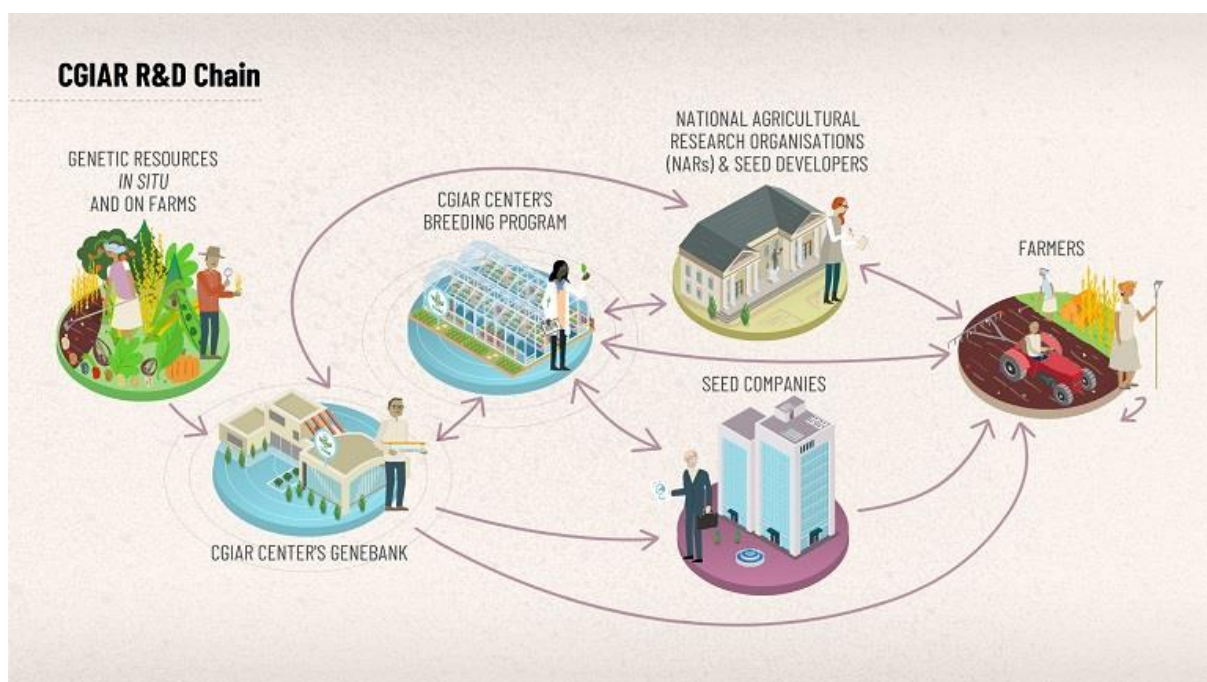 CGIAR R&D Chain
GENETIC RESOURCES
IN SITU
AND ON FARMS
CGIAR CENTER'S
BREEDING PROGRAM
NATIONAL AGRICULTURAL
RESEARCH ORGANISATIONS
(NARs) & SEED DEVELOPERS
FARMERS
SEED COMPANIES
CGIAR CENTER'S GENEBANK